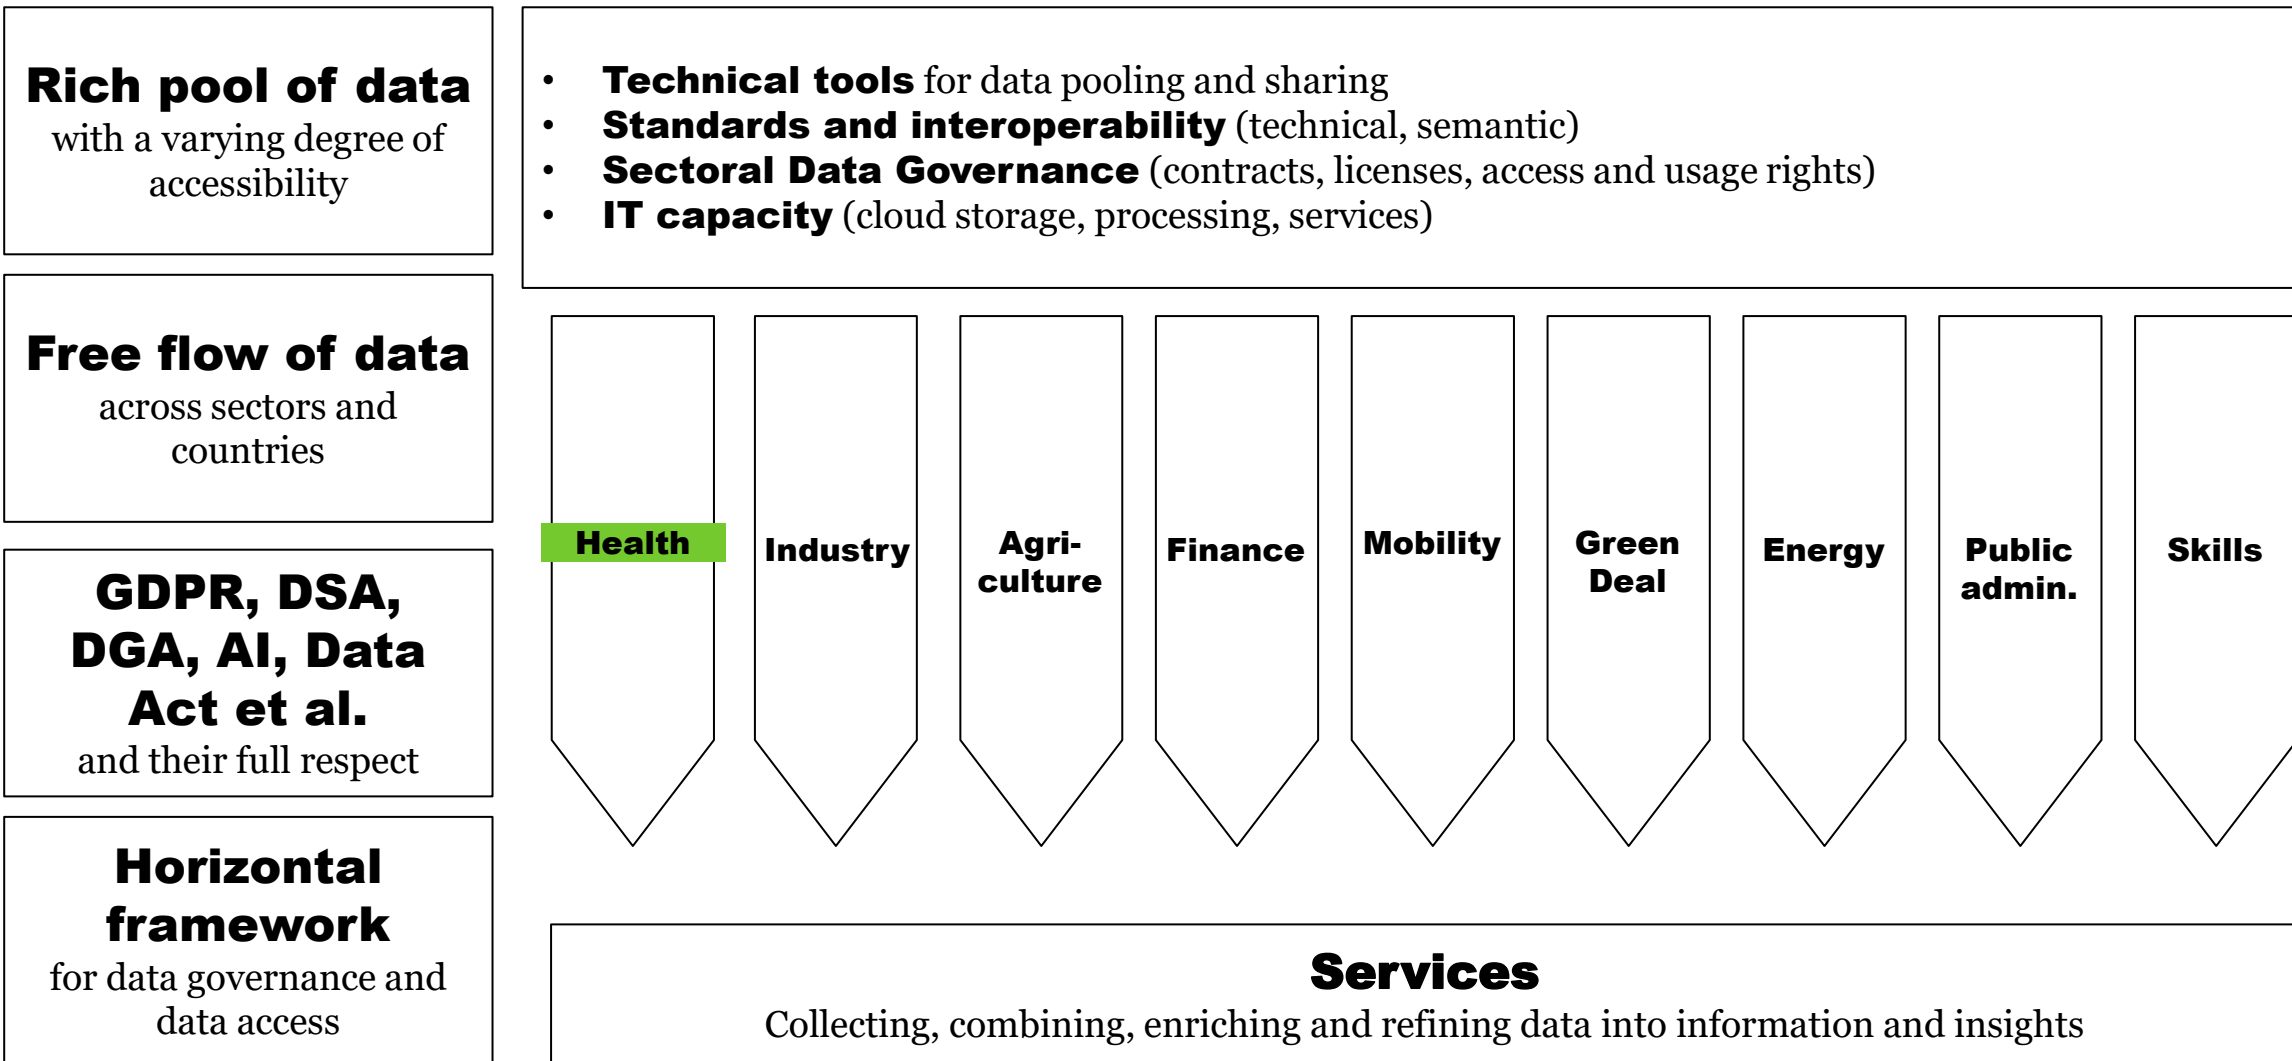 Rich pool of data
with a varying degree of
accessibility
Free flow of data
across sectors and
countries
GDPR, DSA,
DGA, AI, Data
Act et al.
and their full respect
Horizontal
framework
for data governance and
data access
• Technical tools for data pooling and sharing
• Standards and interoperability (technical, semantic)
• Sectoral Data Governance (contracts, licenses, access and usage rights)
• IT capacity (cloud storage, processing, services)
Health
Industry
Agri-
culture
Finance
Mobility
Green
Deal
Energy
Public
admin.
Skills
Services
Collecting, combining, enriching and refining data into information and insights